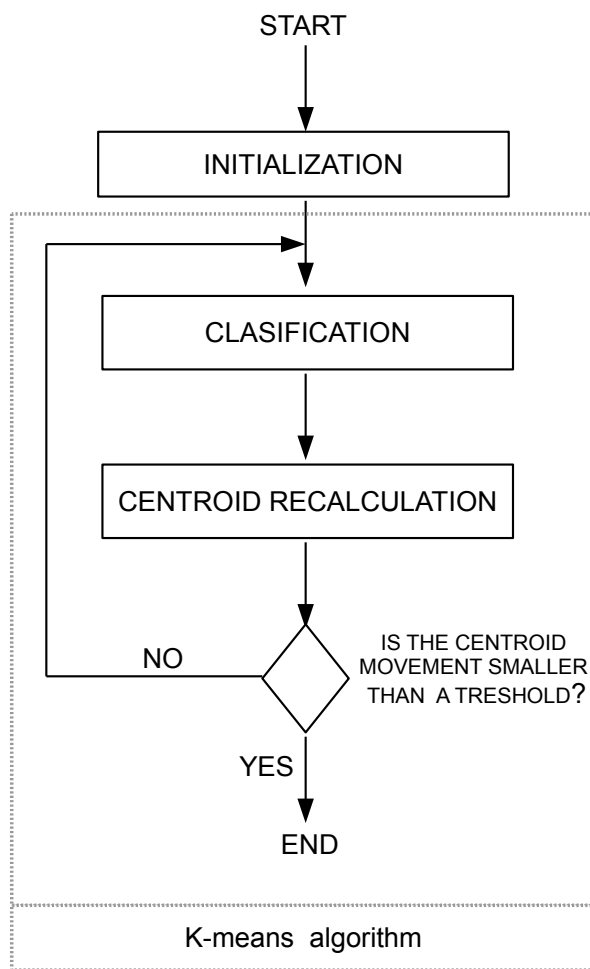 START
INITIALIZATION
CLASIFICATION
CENTROID RECALCULATION
IS THE CENTROID
MOVEMENT SMALLER
THAN A TRESHOLD?
NO
YES
END
K-means algorithm